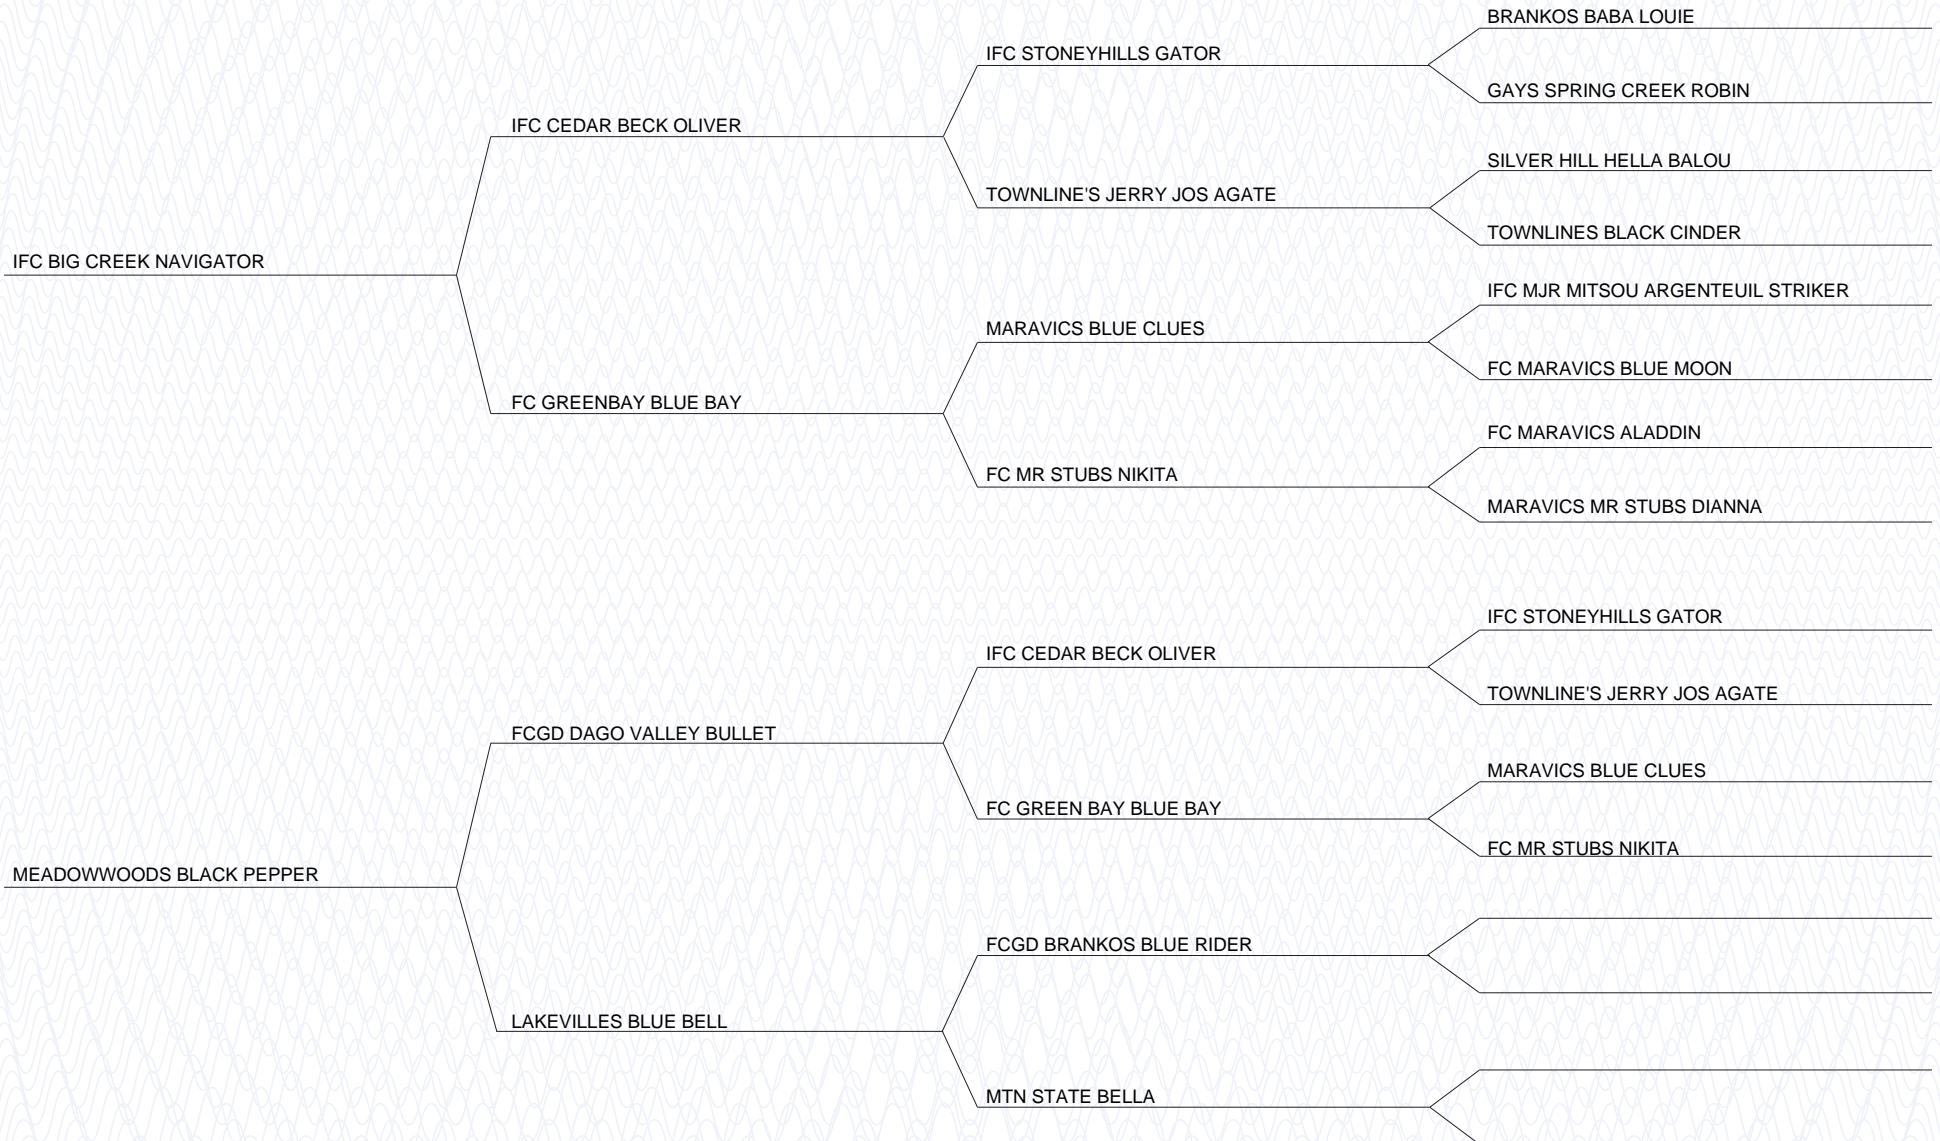 BRANKOS BABA LOUIE
IFC STONEYHILLS GATOR
GAYS SPRING CREEK ROBIN
IFC CEDAR BECK OLIVER
SILVER HILL HELLA BALOU
TOWNLINE'S JERRY JOS AGATE
TOWNLINES BLACK CINDER
IFC BIG CREEK NAVIGATOR
IFC MJR MITSOU ARGENTEUIL STRIKER
MARAVICS BLUE CLUES
FC MARAVICS BLUE MOON
FC GREENBAY BLUE BAY
FC MARAVICS ALADDIN
FC MR STUBS NIKITA
MARAVICS MR STUBS DIANNA
IFC STONEYHILLS GATOR
IFC CEDAR BECK OLIVER
TOWNLINE'S JERRY JOS AGATE
FCGD DAGO VALLEY BULLET
MARAVICS BLUE CLUES
FC GREEN BAY BLUE BAY
FC MR STUBS NIKITA
MEADOWWOODS BLACK PEPPER
FCGD BRANKOS BLUE RIDER
LAKEVILLES BLUE BELL
MTN STATE BELLA